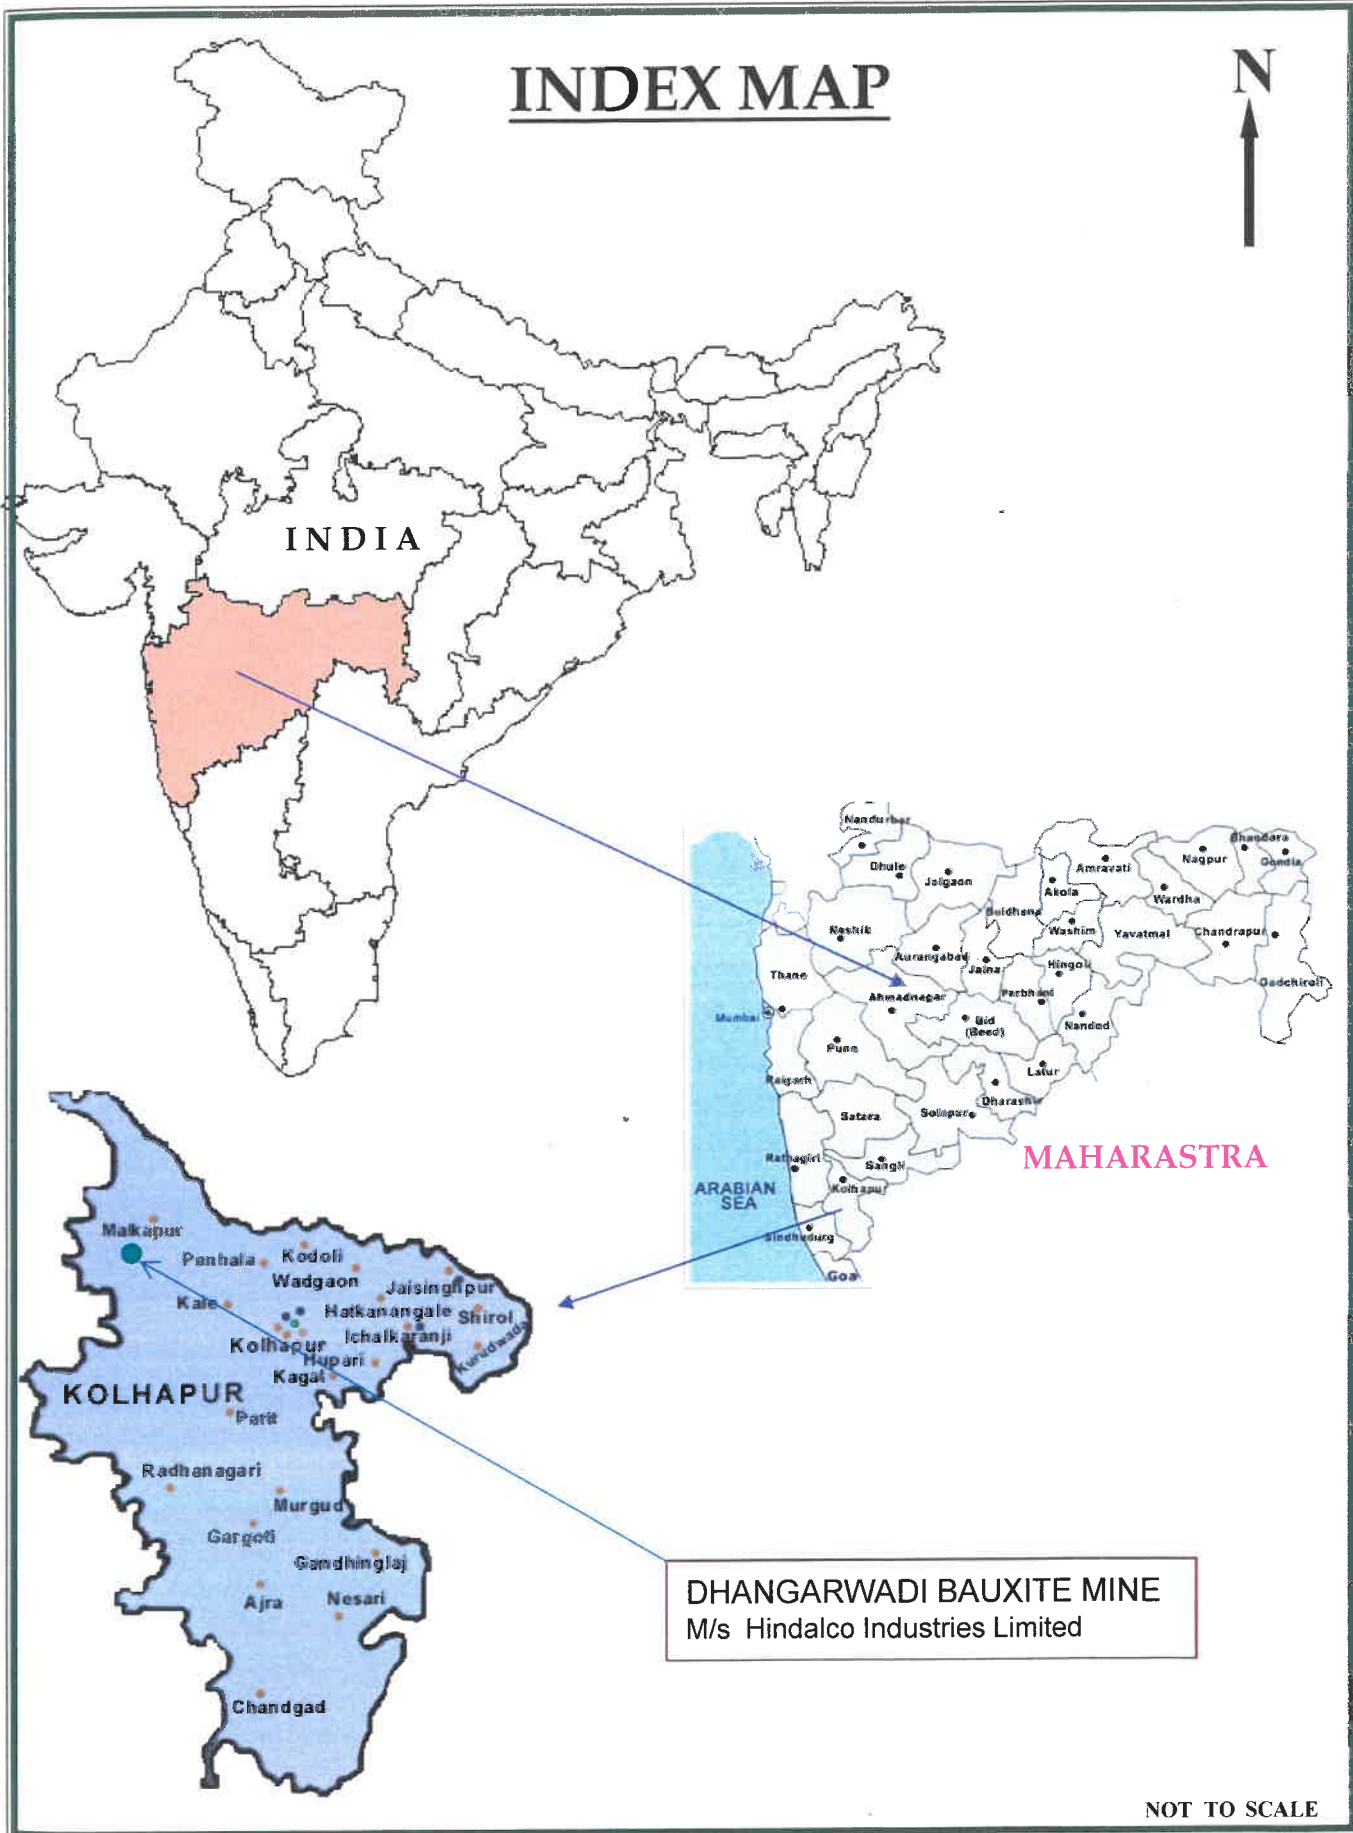 INDEX MAP
N
INDIA
Nandurbar
Dhule
Jalgaon
Amravati
Nagpur
Bhandara
Gondia
Akola
Wardha
Buldhana
Washim
Yavatmal
Chandrapur
Nashik
Aurangabad
Jalna
Hingoli
Thane
Ahmadnagar
Parbhani
Gadchiroli
Mumbai
Bid
(Beed)
Nanded
Pune
Latur
Raigarh
Dharashiv
Satara
Solapur
MAHARASTRA
Ratnagiri
Sangli
Kolhapur
ARABIAN
SEA
Sindhudurg
Goa
Malkapur
Panhala
Kodoli
Wadgaon
Jaisinghpur
Kale
Hatkanangale
Shirol
Kolhapur
Ichalkaranji
Kurudwada
Hupari
Kagal
KOLHAPUR
Patit
Radhanagari
Murgud
Gargoti
Gandhinglaj
Ajra
Nesari
Chandgad
DHANGARWADI BAUXITE MINE
M/s Hindalco Industries Limited
NOT TO SCALE